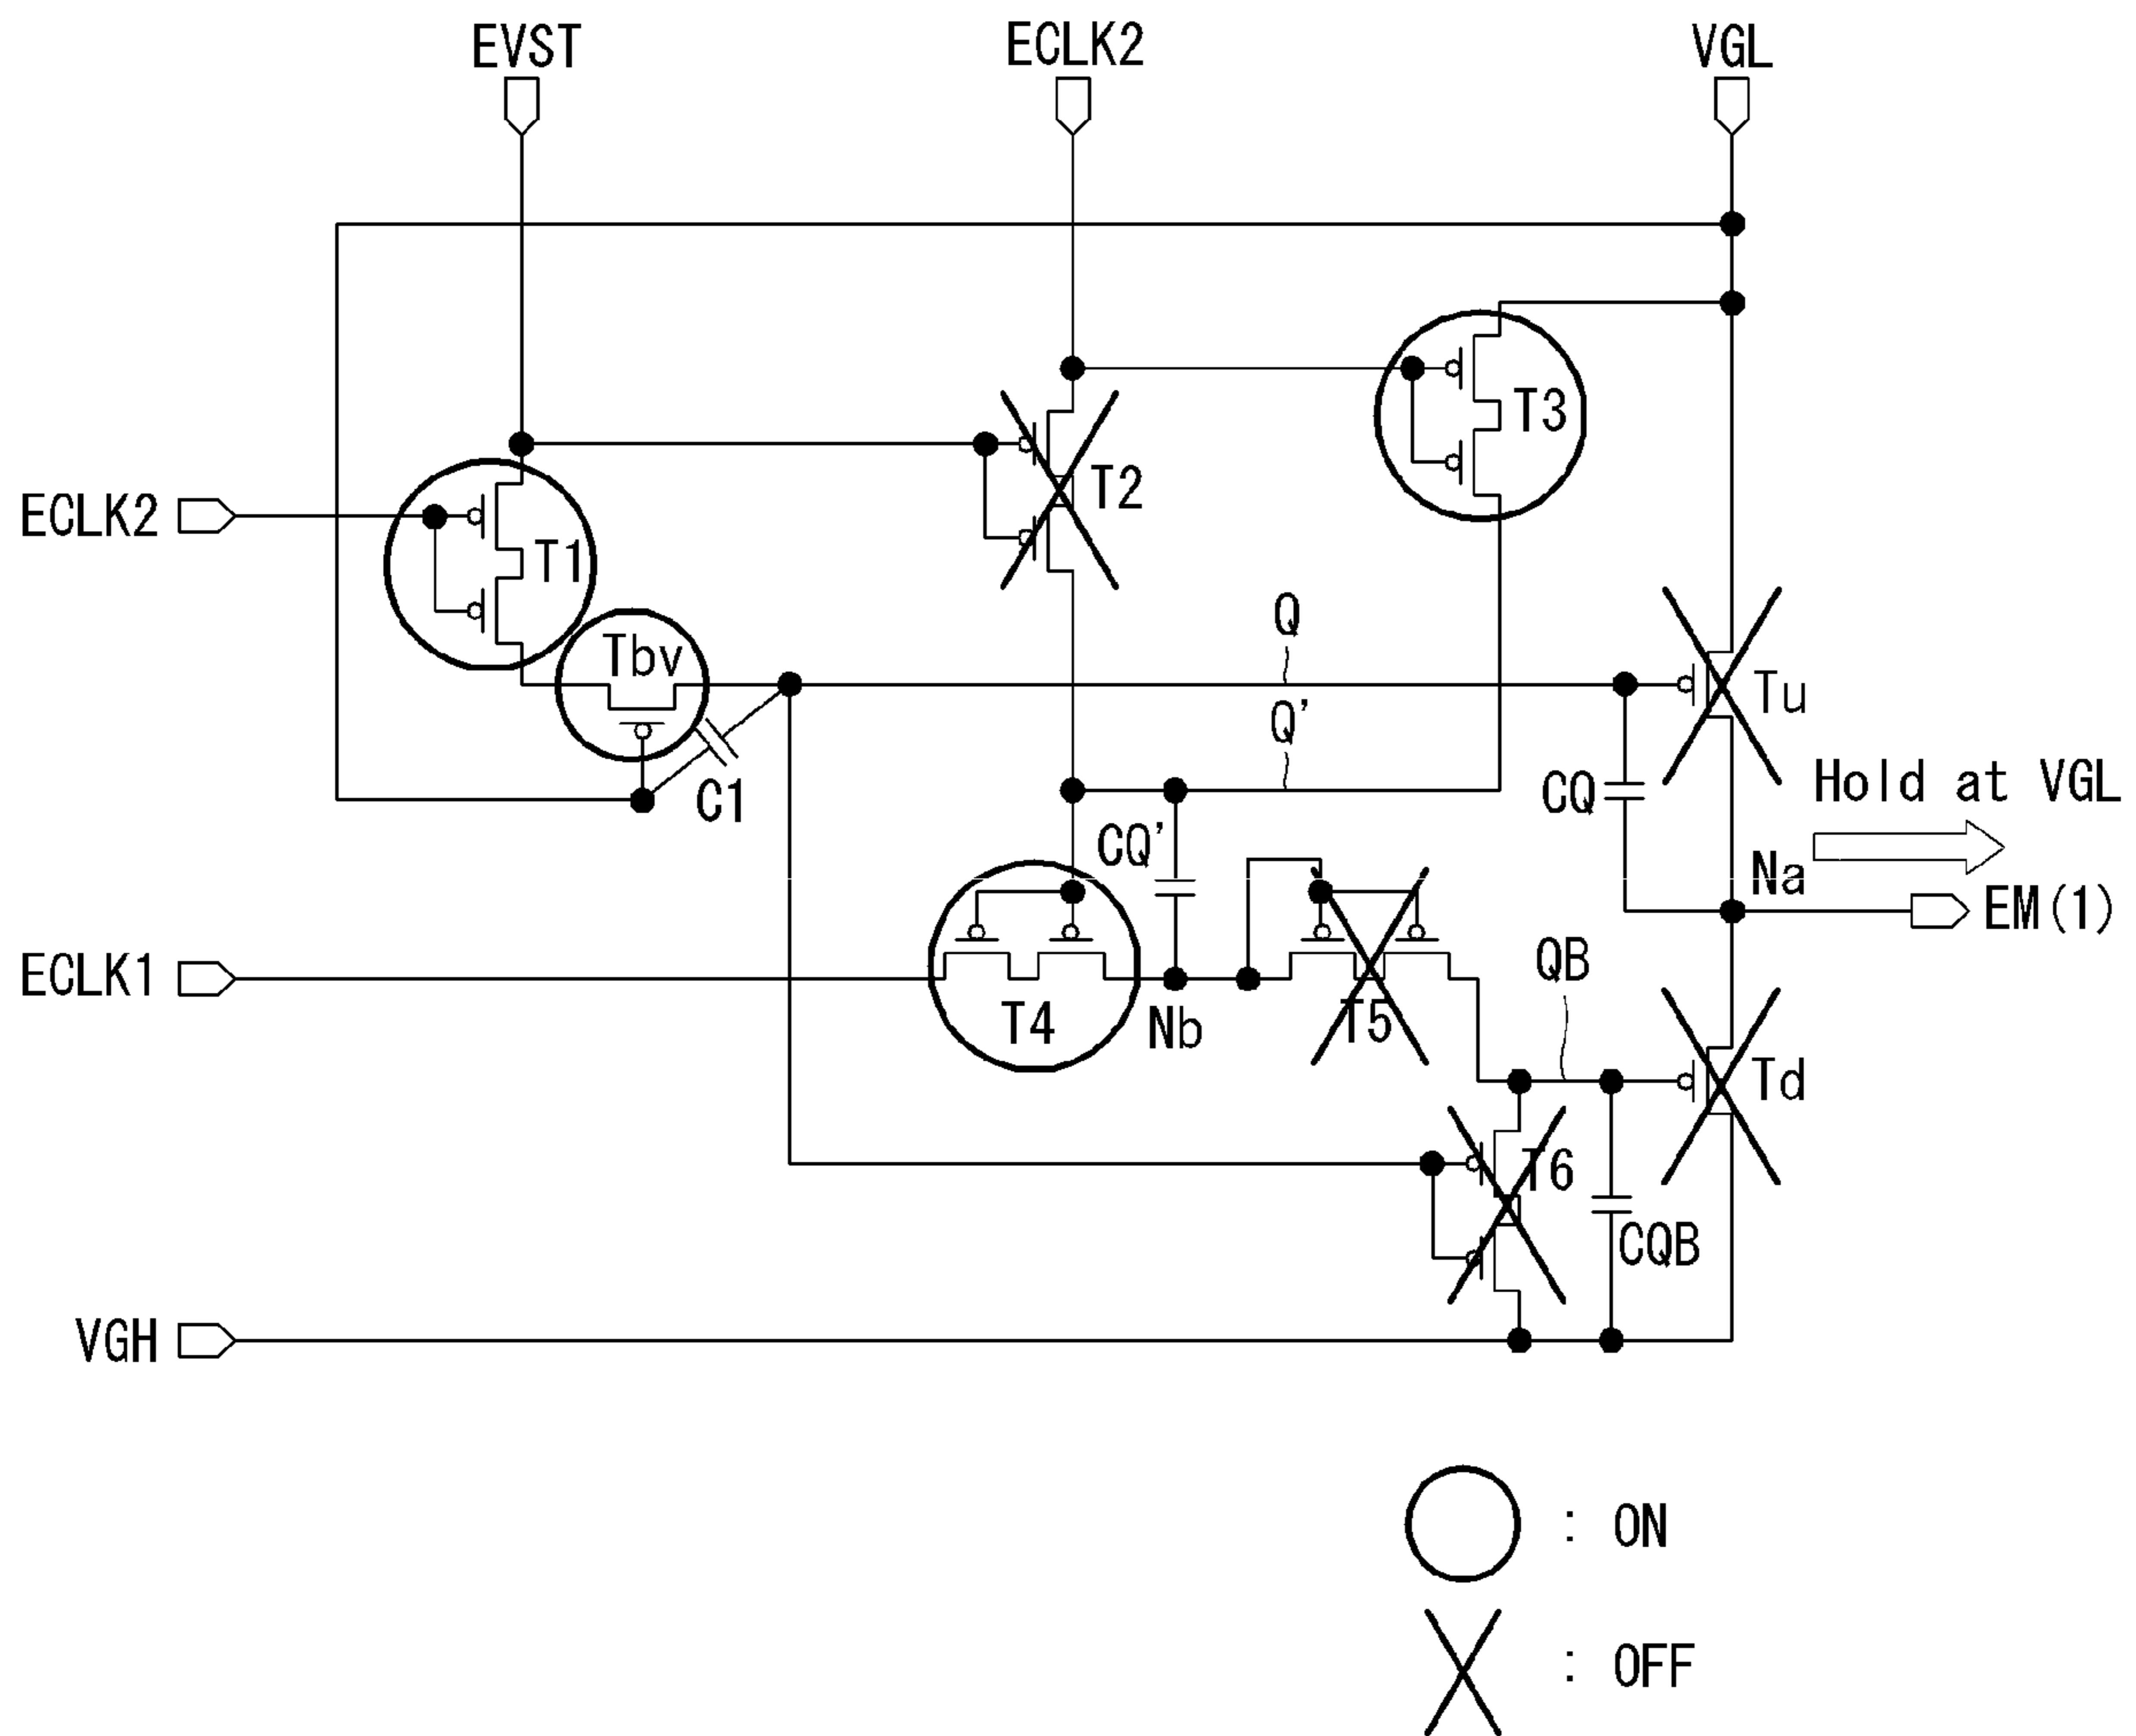 EVST
ECLK2
VGL
T3
T2
ECLK2
T1
Q
Tbv
Tu
Q'
Hold at VGL
CQ
C1
CQ'
Na
EM(1)
QB
ECLK1
T4
Nb
T5
Td
T6
CQB
VGH
: ON
: OFF